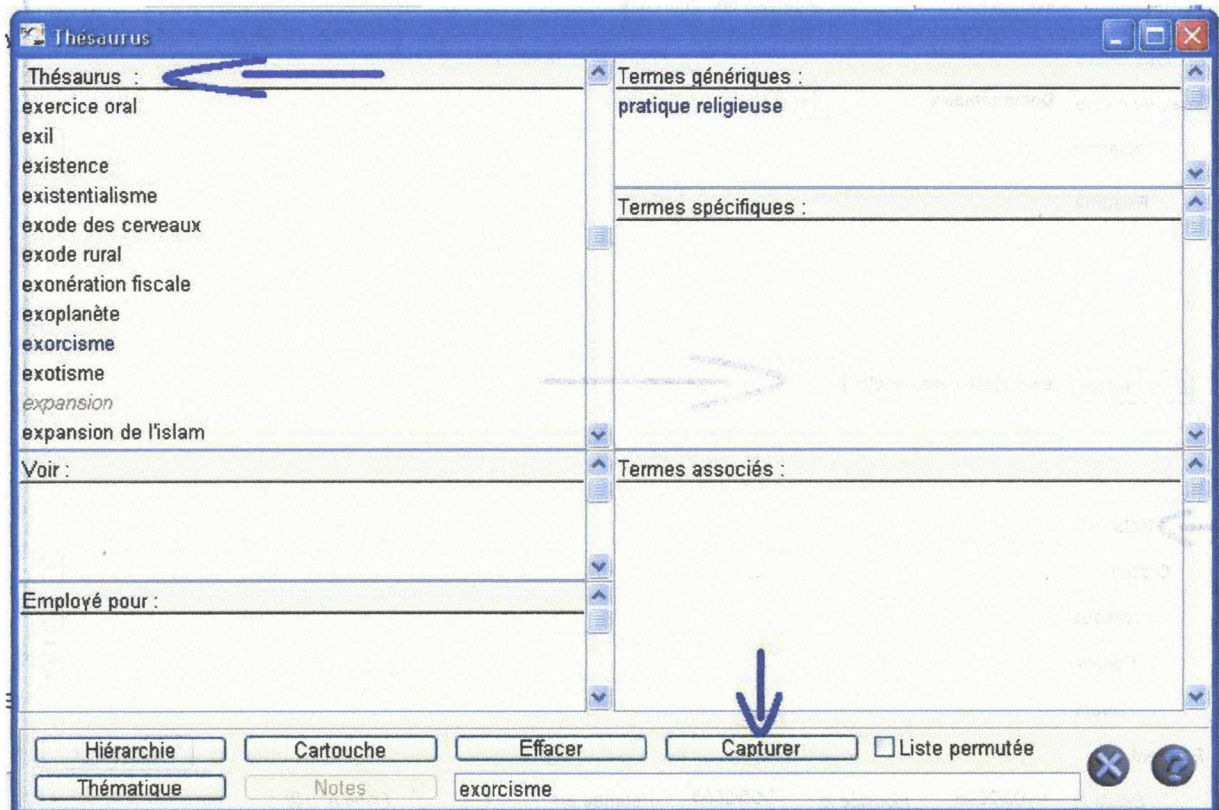 Thésaurus
Thésaurus :
exercice oral
exil
existence
existentialisme
exode des cerveaux
exode rural
exonération fiscale
exoplanète
exorcisme
exotisme
expansion
expansion de l'islam
Voir :
Employé pour :
Termes génériques :
pratique religieuse
Termes spécifiques :
Termes associés :
Hiérarchie
Cartouche
Effacer
Capturer
Liste permutée
Thématique
Notes
exorcisme